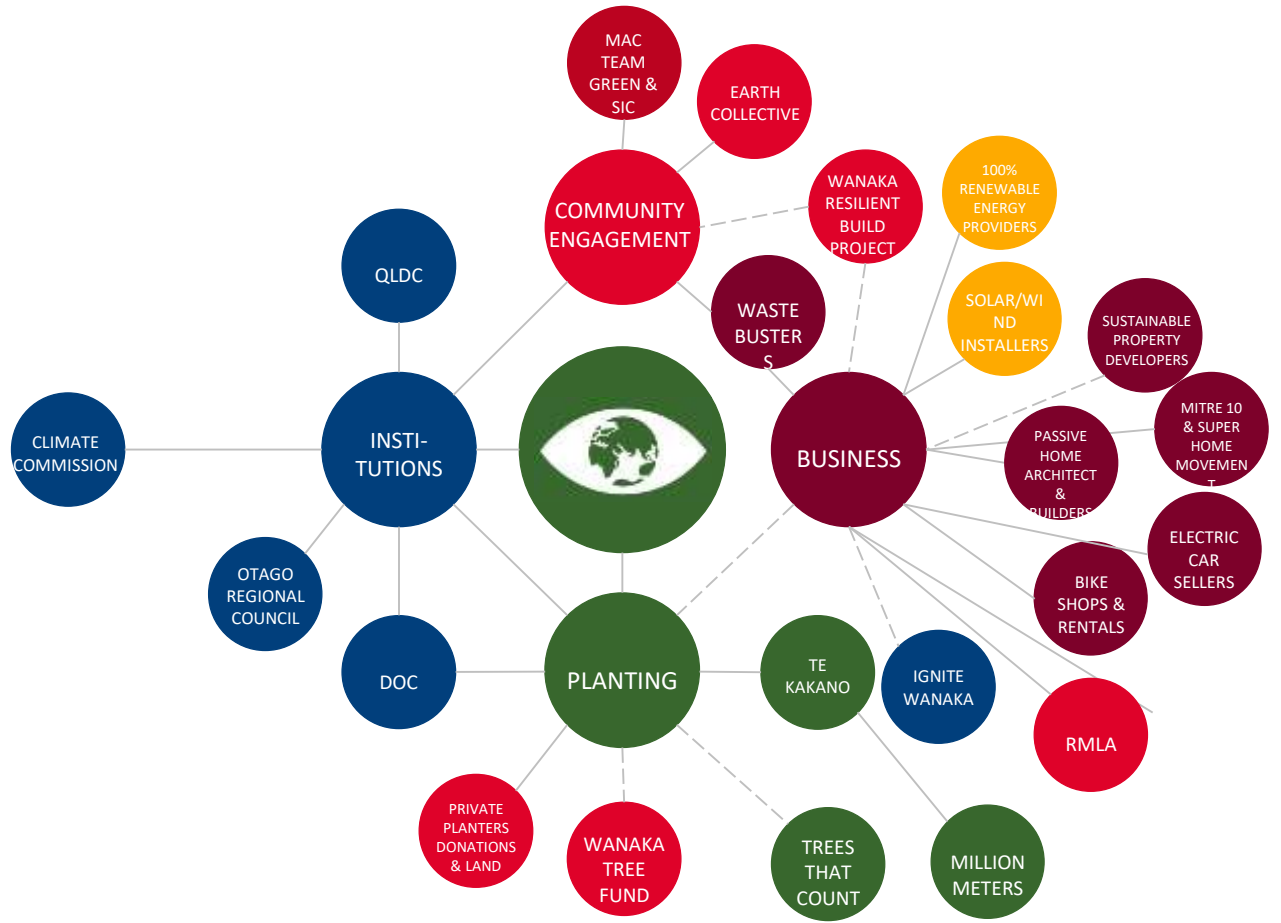 MAC
TEAM
GREEN &
SIC
EARTH
COLLECTIVE
COMMUNITY
ENGAGEMENT
WANAKA
RESILIENT
BUILD
PROJECT
100%
RENEWABLE
ENERGY
PROVIDERS
QLDC
WASTE
BUSTER
S
SOLAR/WI
ND
INSTALLERS
SUSTAINABLE
PROPERTY
DEVELOPERS
CLIMATE
COMMISSION
INSTI-
TUTIONS
BUSINESS
PASSIVE
HOME
ARCHITECT
&
BUILDERS
MITRE 10
& SUPER
HOME
MOVEMEN
T
ELECTRIC
CAR
SELLERS
OTAGO
REGIONAL
COUNCIL
BIKE
SHOPS &
RENTALS
DOC
PLANTING
TE
KAKANO
IGNITE
WANAKA
RMLA
PRIVATE
PLANTERS
DONATIONS
& LAND
WANAKA
TREE
FUND
TREES
THAT
COUNT
MILLION
METERS